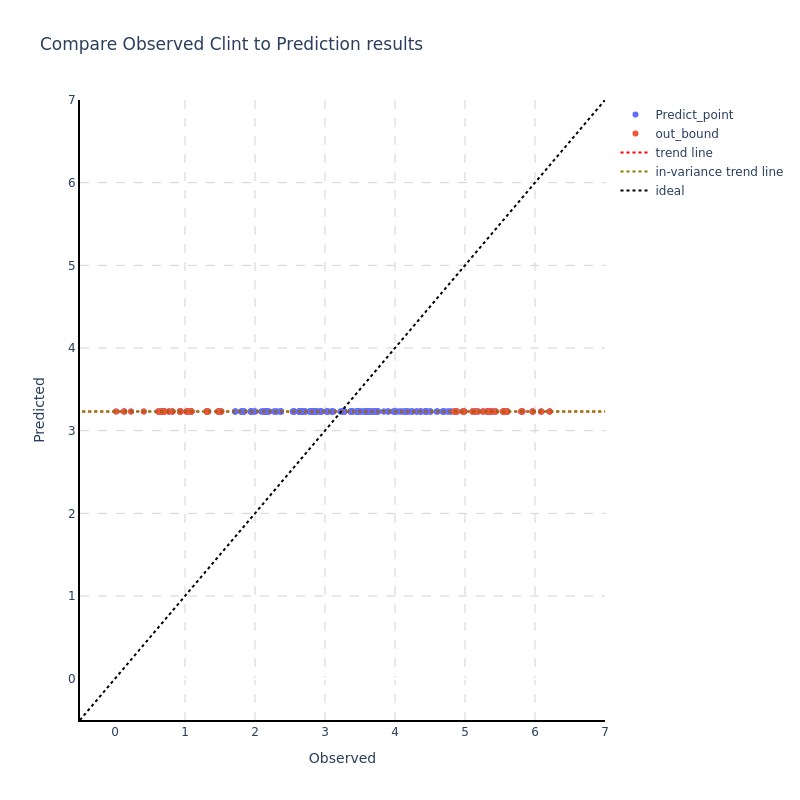 Compare Observed Clint to Prediction results
Predict_point
out_bound
trend line
in-variance trend line
ideal
Predicted
7
6
5
4
3
2
1
0
0 1 2 3 4 5 6 7
Observed